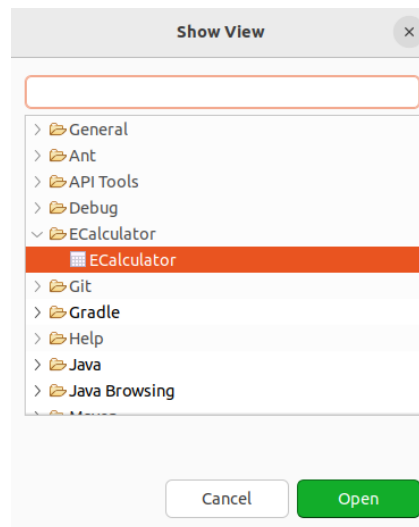 Show View
General
Ant
API Tools
Debug
ECalculator
ECalculator
Git
Gradle
Help
Java
Java Browsing
Cancel
Open